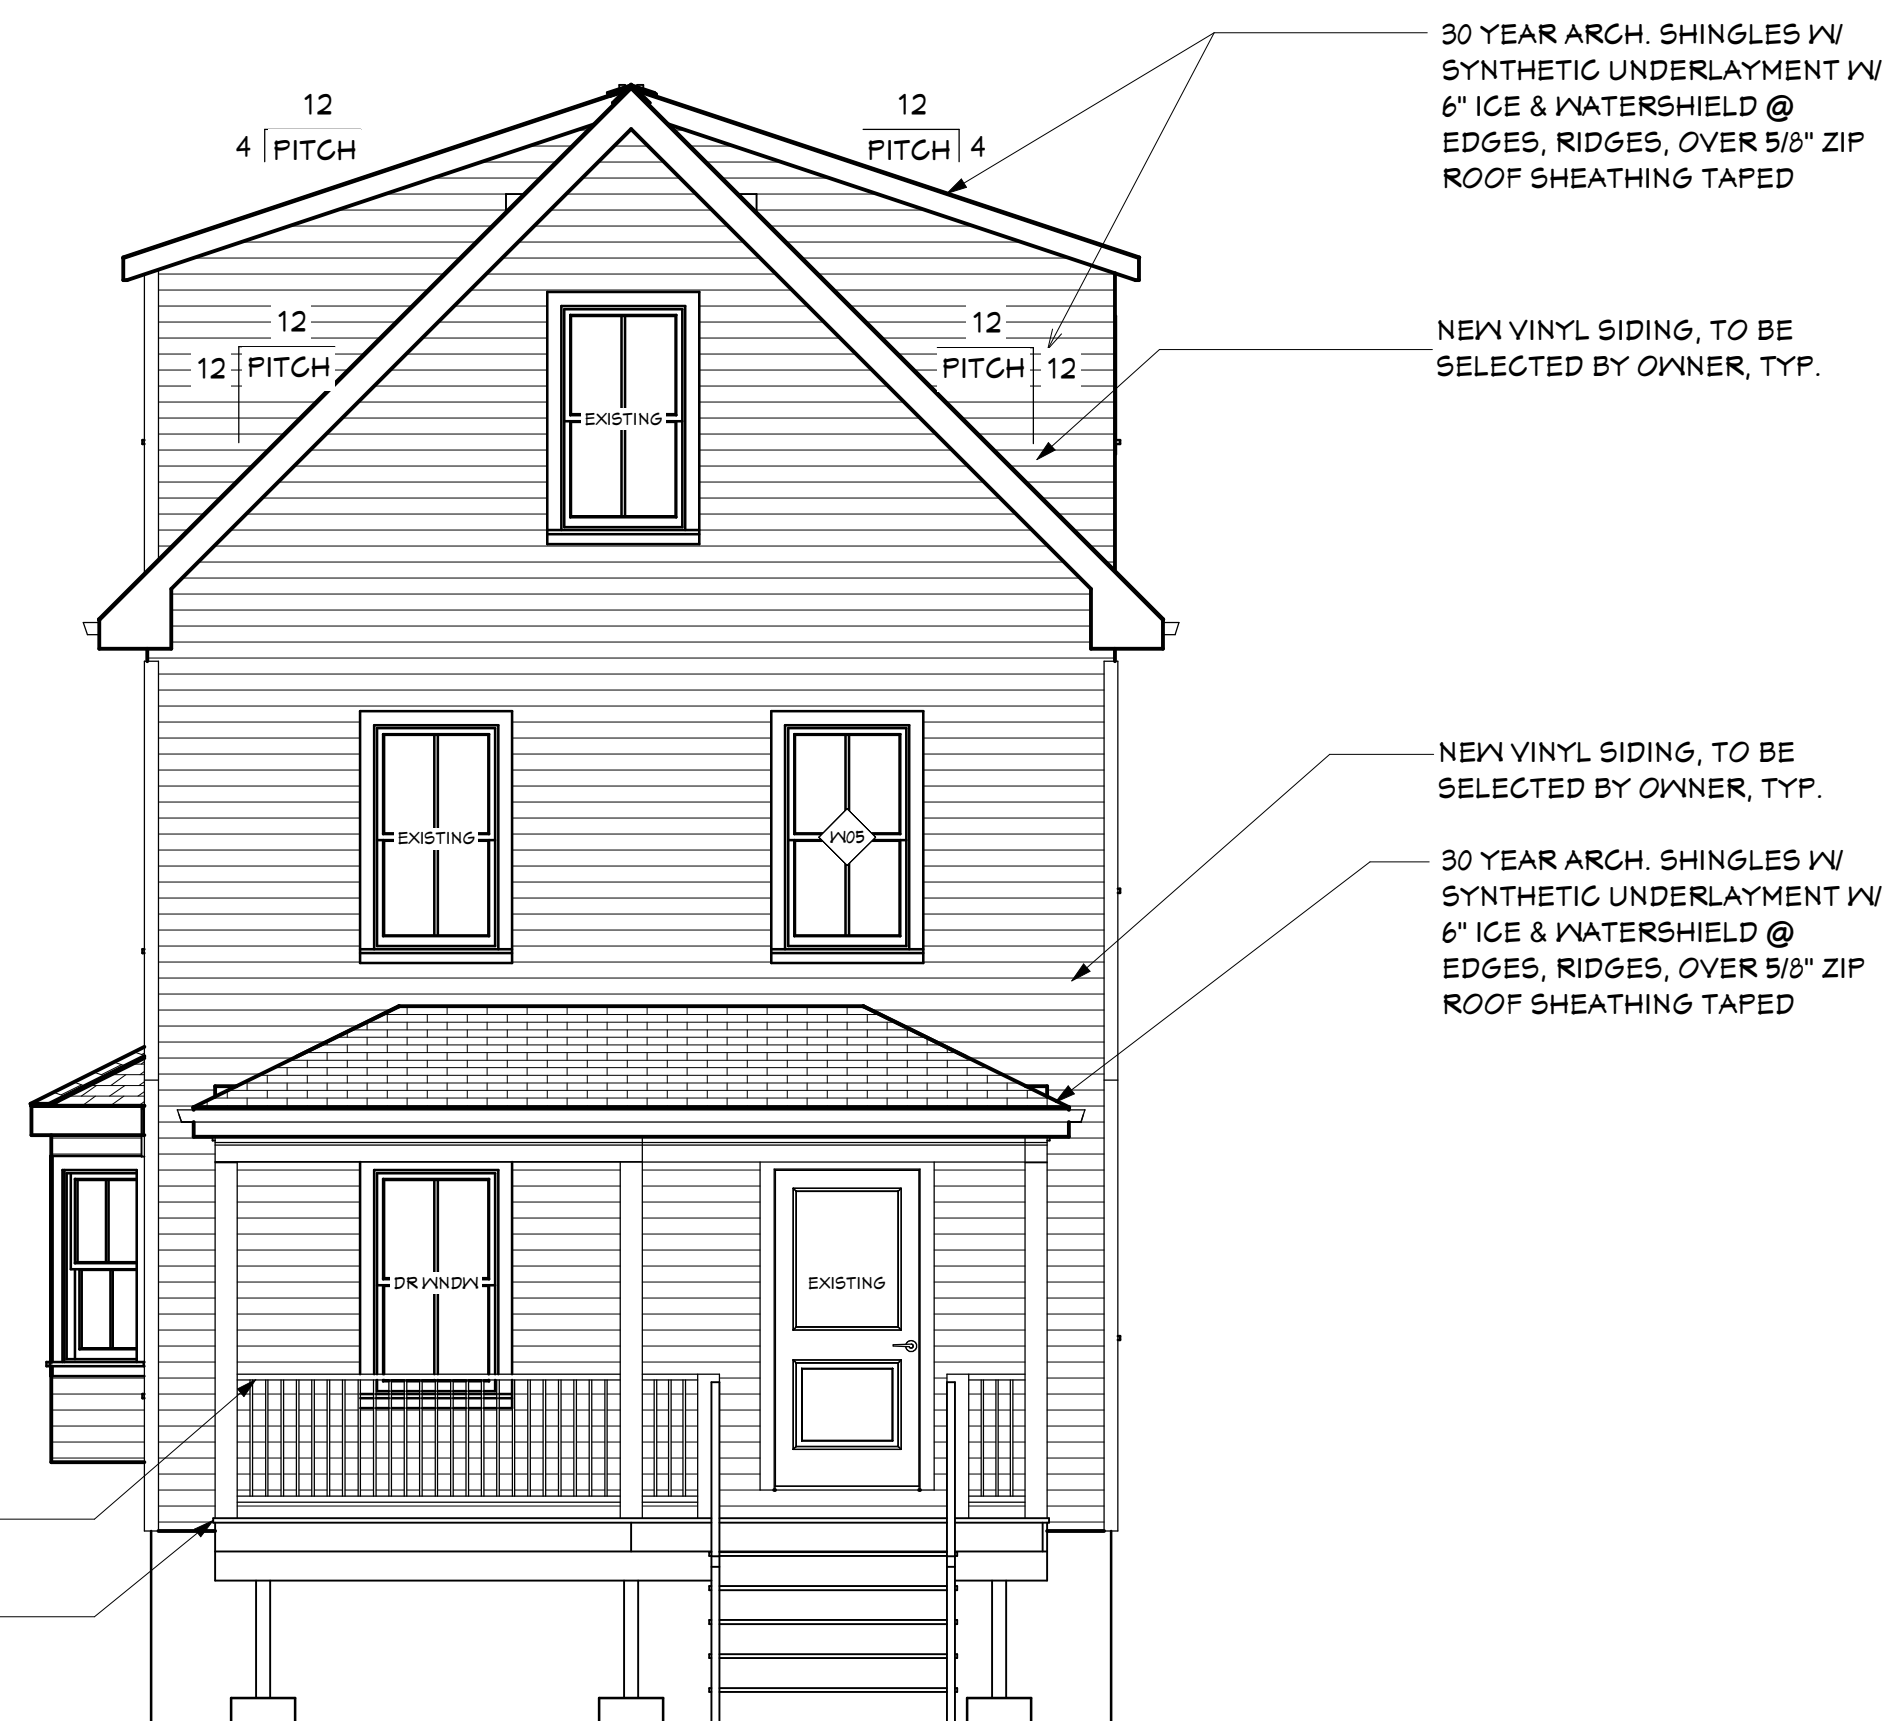 30 YEAR ARCH. SHINGLES W/
SYNTHETIC UNDERLAYMENT W/
6" ICE & WATERSHIELD @
EDGES, RIDGES, OVER 5/8" ZIP
ROOF SHEATHING TAPED
12
4 PITCH
12
PITCH 4
NEW VINYL SIDING, TO BE
SELECTED BY OWNER, TYP.
12
12 PITCH
12
PITCH 12
EXISTING
NEW VINYL SIDING, TO BE
SELECTED BY OWNER, TYP.
EXISTING
W05
30 YEAR ARCH. SHINGLES W/
SYNTHETIC UNDERLAYMENT W/
6" ICE & WATERSHIELD @
EDGES, RIDGES, OVER 5/8" ZIP
ROOF SHEATHING TAPED
DR WNDW
EXISTING